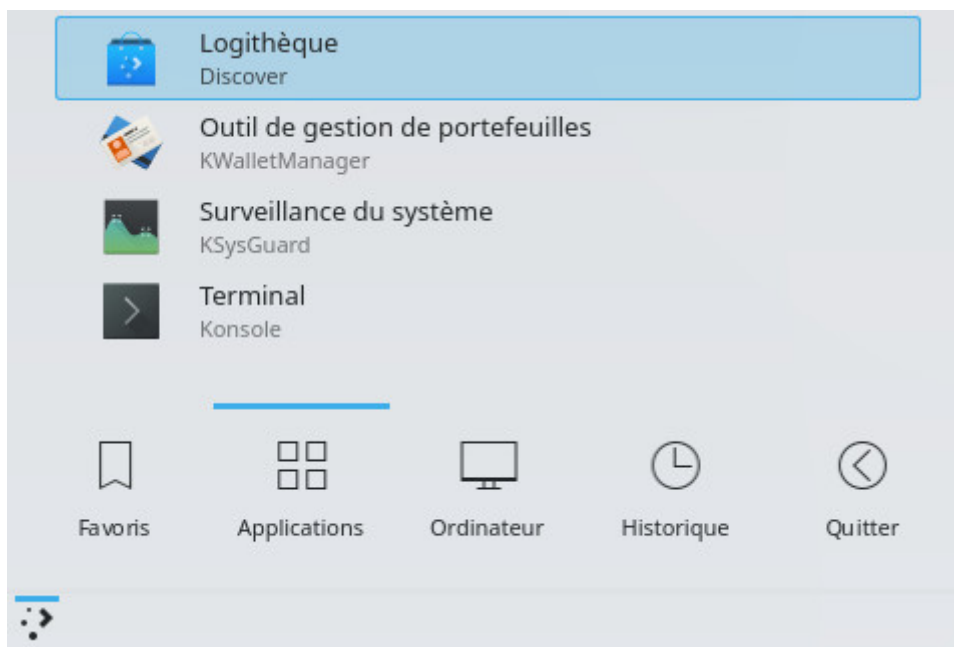 Logithèque
Discover
Outil de gestion de portefeuilles
KWalletManager
Surveillance du système
KSysGuard
Terminal
Konsole
Favoris Applications Ordinateur Historique Quitter